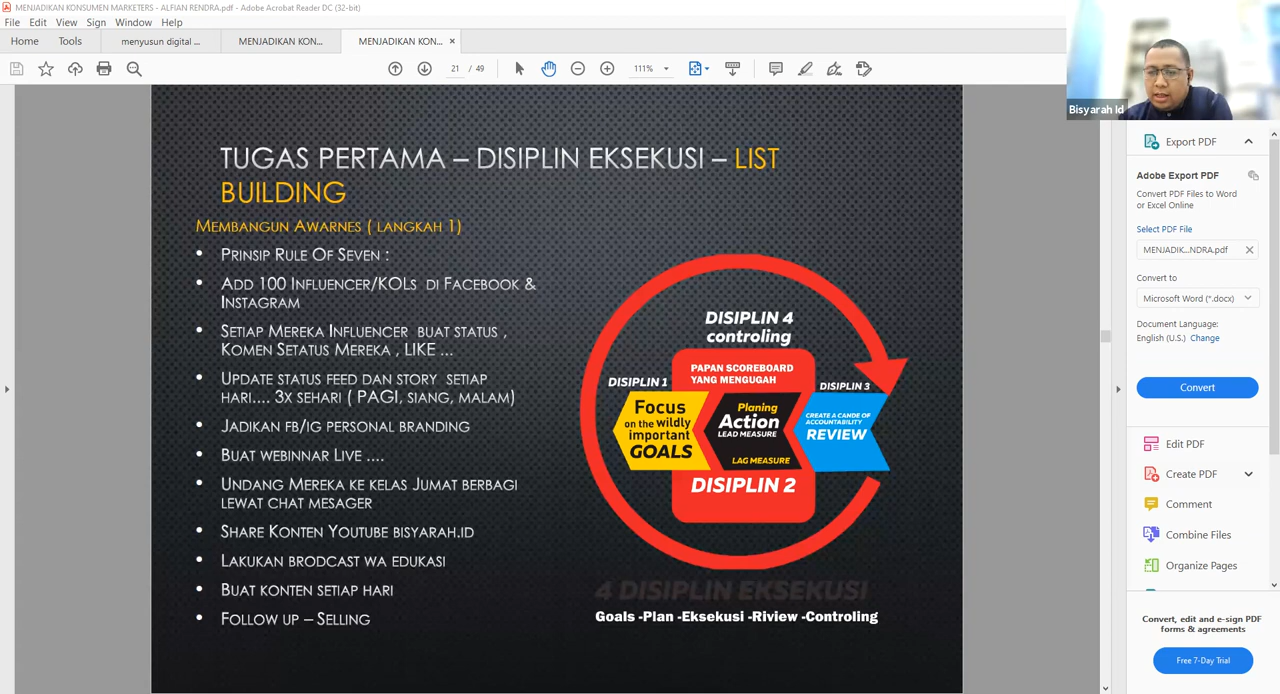 MENJADIKAN KONSUMEN MARKETERS - ALFIAN RENDRA.pdf - Adobe Acrobat Reader DC (32-bit)
File Edit View Sign Window Help
Home Tools menyusun digital ... MENJADIKAN KON... MENJADIKAN KON... ×
21 / 49 111%
Bisyarah Id
TUGAS PERTAMA – DISIPLIN EKSEKUSI – LIST
BUILDING
MEMBANGUN AWARNES ( LANGKAH 1)
• PRINSIP RULE OF SEVEN :
• ADD 100 INFLUENCER/KOLS DI FACEBOOK &
INSTAGRAM
• SETIAP MEREKA INFLUENCER BUAT STATUS ,
KOMEN SETATUS MEREKA , LIKE ...
• UPDATE STATUS FEED DAN STORY SETIAP
HARI.... 3X SEHARI ( PAGI, SIANG, MALAM)
• JADIKAN FB/IG PERSONAL BRANDING
• BUAT WEBINNAR LIVE ....
• UNDANG MEREKA KE KELAS JUMAT BERBAGI
LEWAT CHAT MESAGER
• SHARE KONTEN YOUTUBE BISYARAH.ID
• LAKUKAN BRODCAST WA EDUKASI
• BUAT KONTEN SETIAP HARI
• FOLLOW UP – SELLING
DISIPLIN 4
controling
PAPAN SCOREBOARD
YANG MENGUGAH
DISIPLIN 1
Focus
on the wildly
important
GOALS
Planing
Action
LEAD MEASURE
LAG MEASURE
DISIPLIN 2
DISIPLIN 3
CREATE A CANDE OF
ACCOUNTABILITY
REVIEW
4 DISIPLIN EKSEKUSI
Goals -Plan -Eksekusi -Riview -Controling
Export PDF
Adobe Export PDF
Convert PDF Files to Word
or Excel Online
Select PDF File
MENJADIK...NDRA.pdf
Convert to
Microsoft Word (*.docx)
Document Language:
English (U.S.) Change
Convert
Edit PDF
Create PDF
Comment
Combine Files
Organize Pages
Convert, edit and e-sign PDF
forms & agreements
Free 7-Day Trial